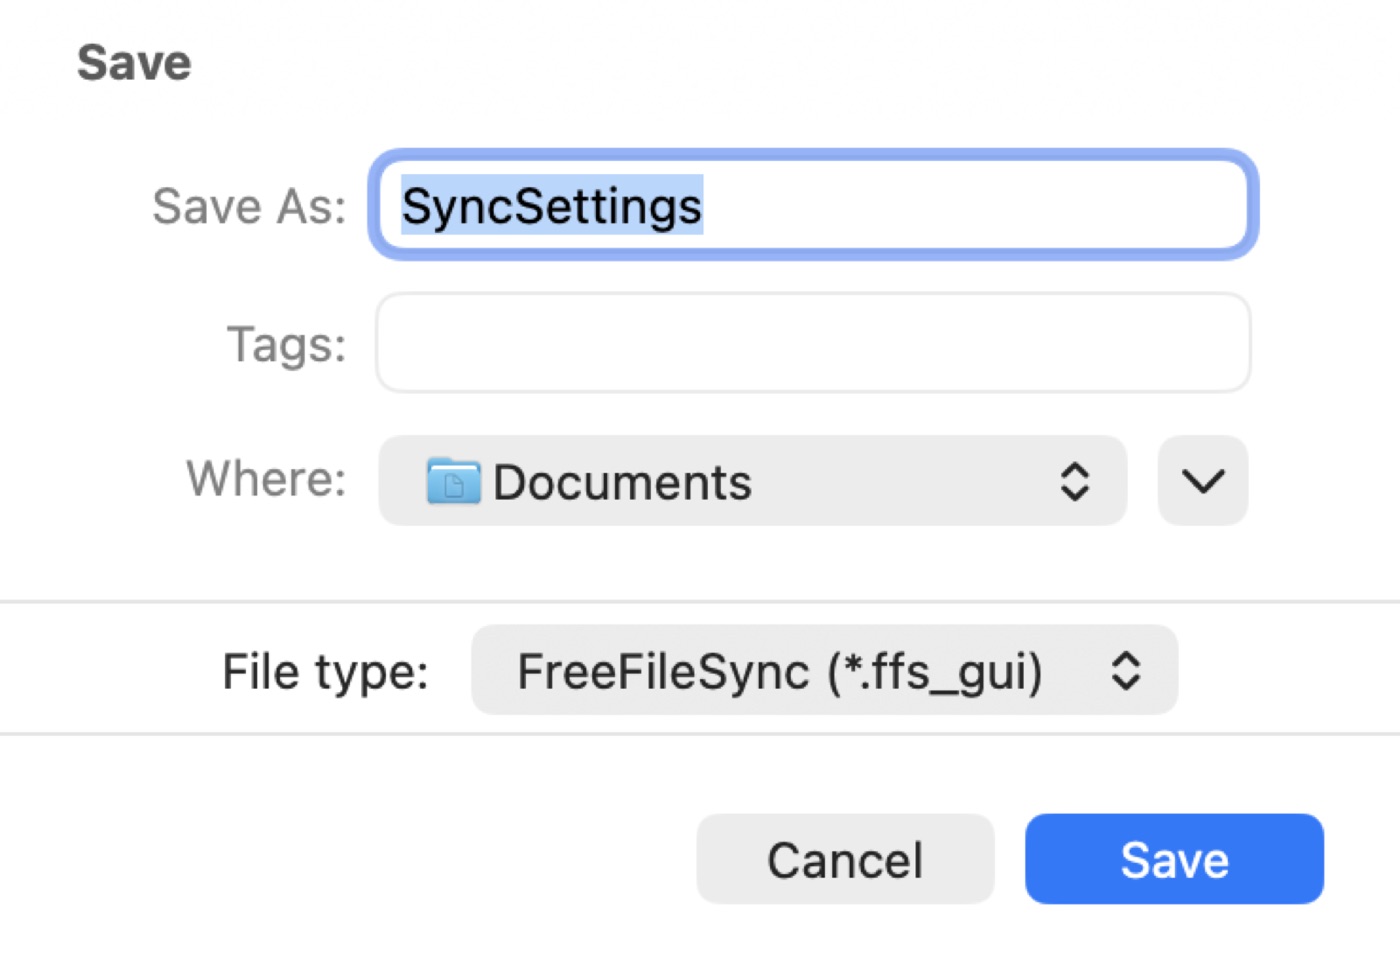 Save
Save As: SyncSettings
Tags:
Where: Documents
File type: FreeFileSync (*.ffs_gui)
Cancel Save